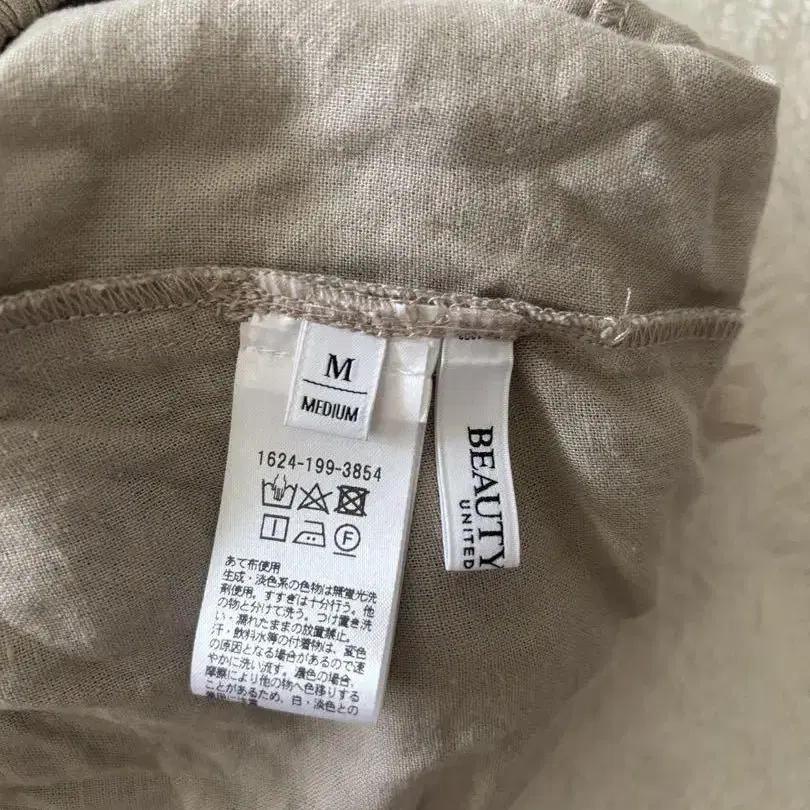 M
MEDIUM
1624-199-3854
あて布使用
生成・淡色系の色物は無蛍光洗
剤使用。すすぎは十分行う。他
の物と分けて洗う。つけ置き洗
い・濡れたままの放置禁止。
汗・飲料水等の付着物は、変色
の原因となる場合があるので速
やかに洗い流す。濃色の場合、
摩擦により他の物へ色移りする
ことがあるため、白・淡色との
BEAUTY
UNITED